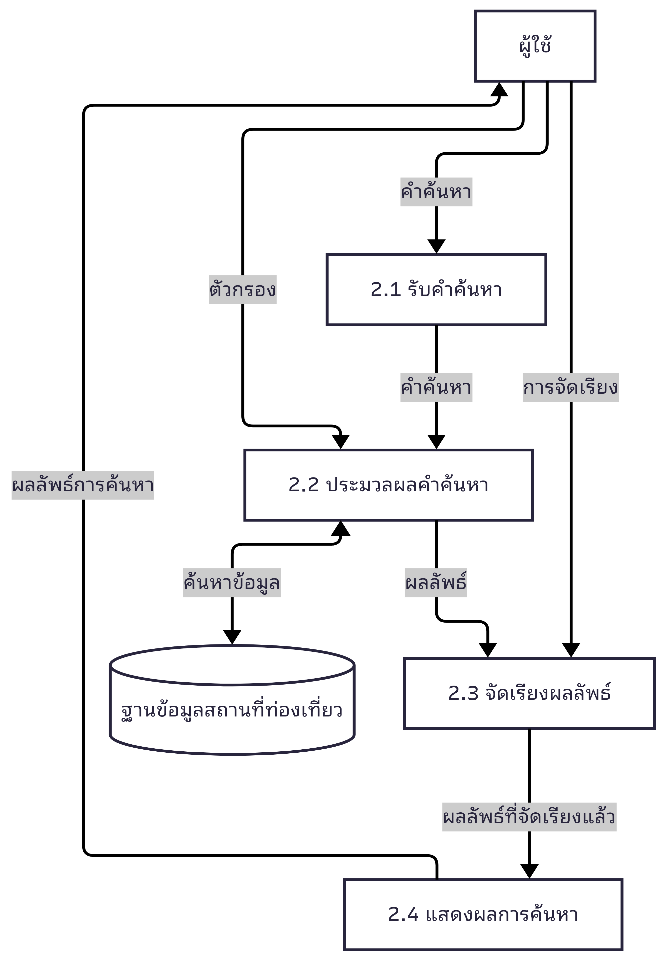 ผู้ใช้
คำค้นหา
ตัวกรอง
2.1 รับคำค้นหา
คำค้นหา
การจัดเรียง
ผลลัพธ์การค้นหา
2.2 ประมวลผลคำค้นหา
ค้นหาข้อมูล
ผลลัพธ์
ฐานข้อมูลสถานที่ท่องเที่ยว
2.3 จัดเรียงผลลัพธ์
ผลลัพธ์ที่จัดเรียงแล้ว
2.4 แสดงผลการค้นหา